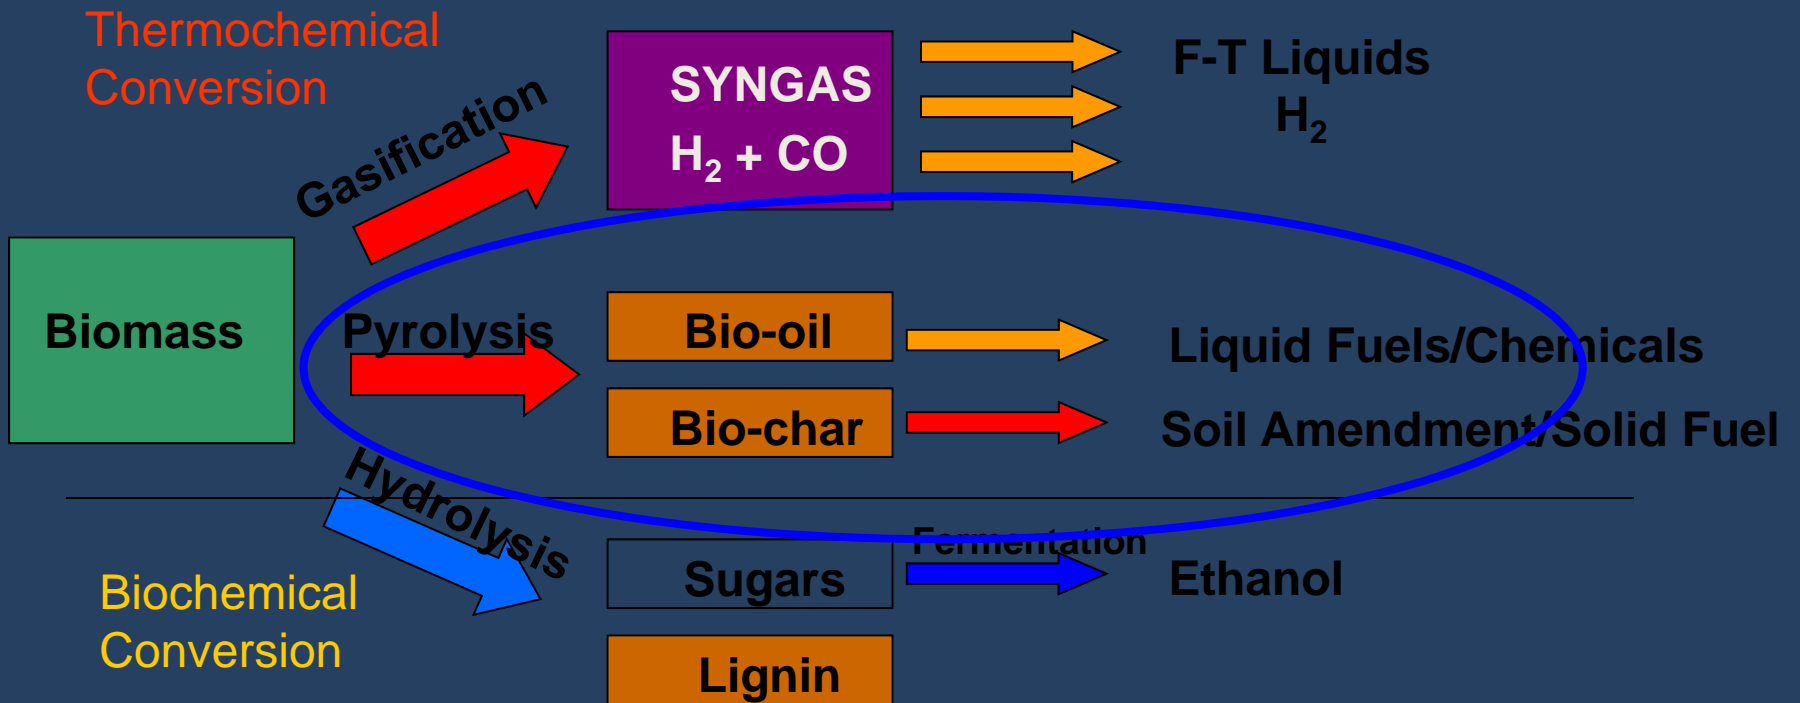 Thermochemical
Conversion
Gasification
SYNGAS
H₂ + CO
F-T Liquids
H₂
Biomass
Pyrolysis
Bio-oil
Liquid Fuels/Chemicals
Bio-char
Soil Amendment/Solid Fuel
Hydrolysis
Biochemical
Conversion
Sugars
Fermentation
Ethanol
Lignin